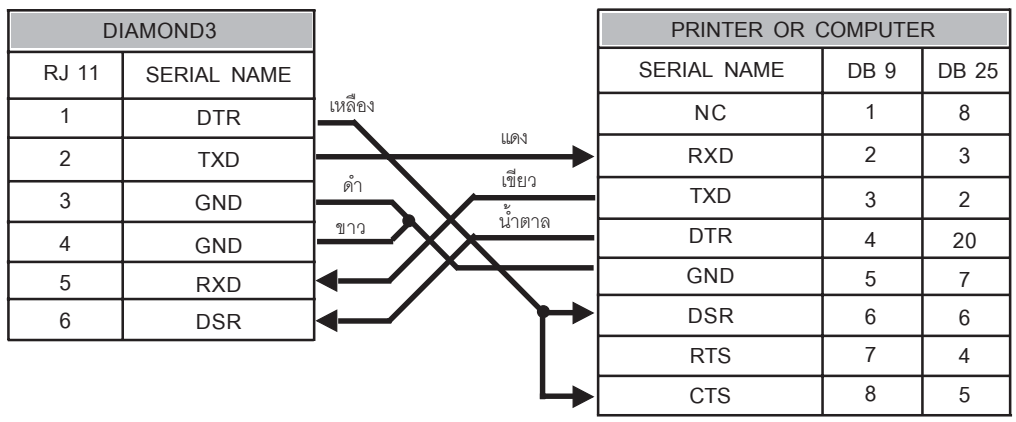 DIAMOND3
RJ 11 SERIAL NAME
1 DTR
2 TXD
3 GND
4 GND
5 RXD
6 DSR
เหลือง
แดง
ดำ
เขียว
ขาว
น้ำตาล
PRINTER OR COMPUTER
SERIAL NAME DB 9 DB 25
NC 1 8
RXD 2 3
TXD 3 2
DTR 4 20
GND 5 7
DSR 6 6
RTS 7 4
CTS 8 5